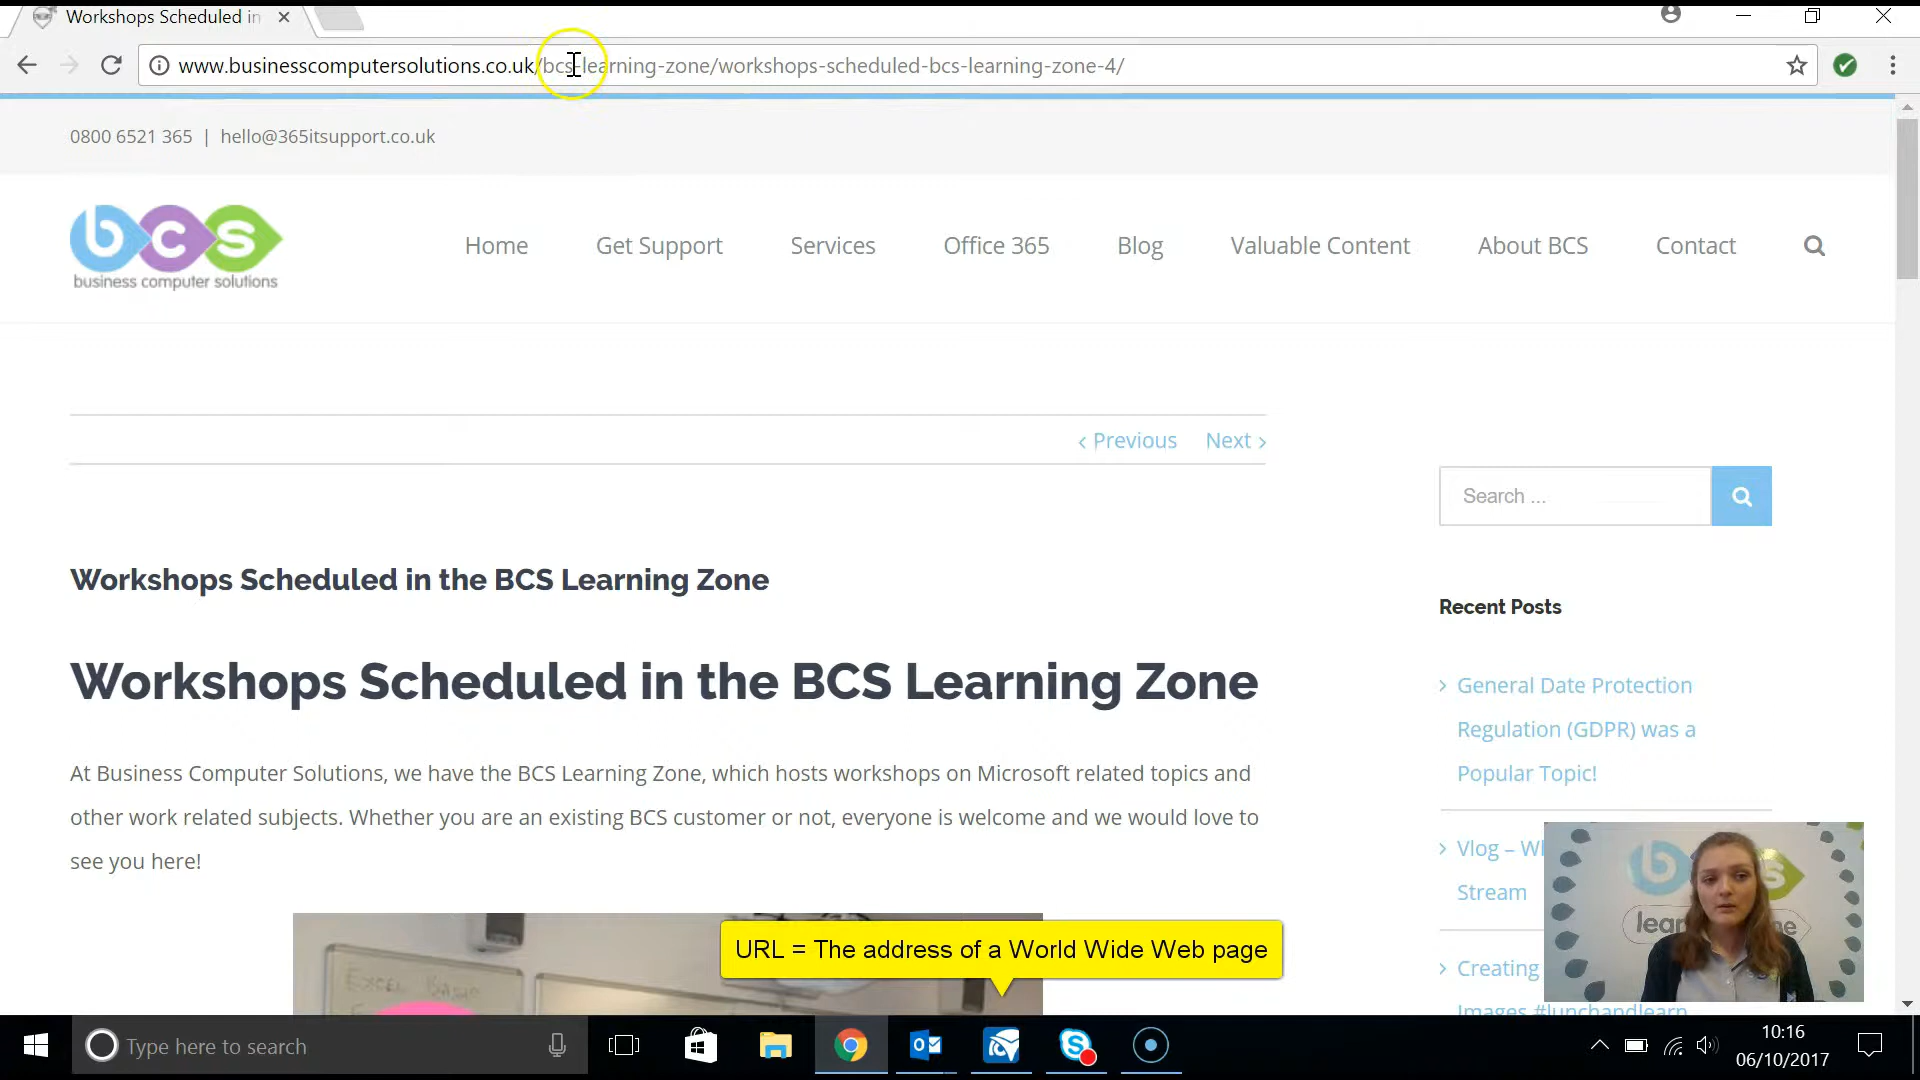 Workshops Scheduled in
www.businesscomputersolutions.co.uk/bcs-learning-zone/workshops-scheduled-bcs-learning-zone-4/
0800 6521 365 | hello@365itsupport.co.uk
bcs
business computer solutions
Home Get Support Services Office 365 Blog Valuable Content About BCS Contact
‹ Previous Next ›
Search ...
Workshops Scheduled in the BCS Learning Zone
Recent Posts
Workshops Scheduled in the BCS Learning Zone
General Date Protection
Regulation (GDPR) was a
Popular Topic!
At Business Computer Solutions, we have the BCS Learning Zone, which hosts workshops on Microsoft related topics and
other work related subjects. Whether you are an existing BCS customer or not, everyone is welcome and we would love to
see you here!
Vlog –
Stream
Creating
Images #lunchandlearn
EXCEL BASIC
URL = The address of a World Wide Web page
Type here to search
10:16
06/10/2017